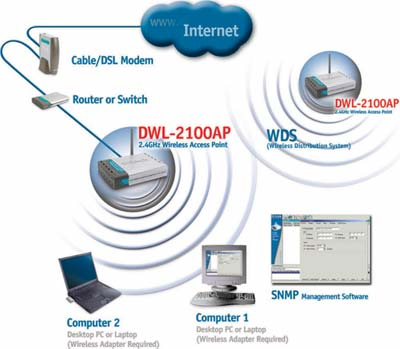 www.
Internet
Cable/DSL Modem
Router or Switch
DWL-2100AP
2.4GHz Wireless Access Point
DWL-2100AP
2.4GHz Wireless Access Point
WDS
(Wireless Distribution System)
SNMP Management Software
Computer 2
Desktop PC or Laptop
(Wireless Adapter Required)
Computer 1
Desktop PC or Laptop
(Wireless Adapter Required)